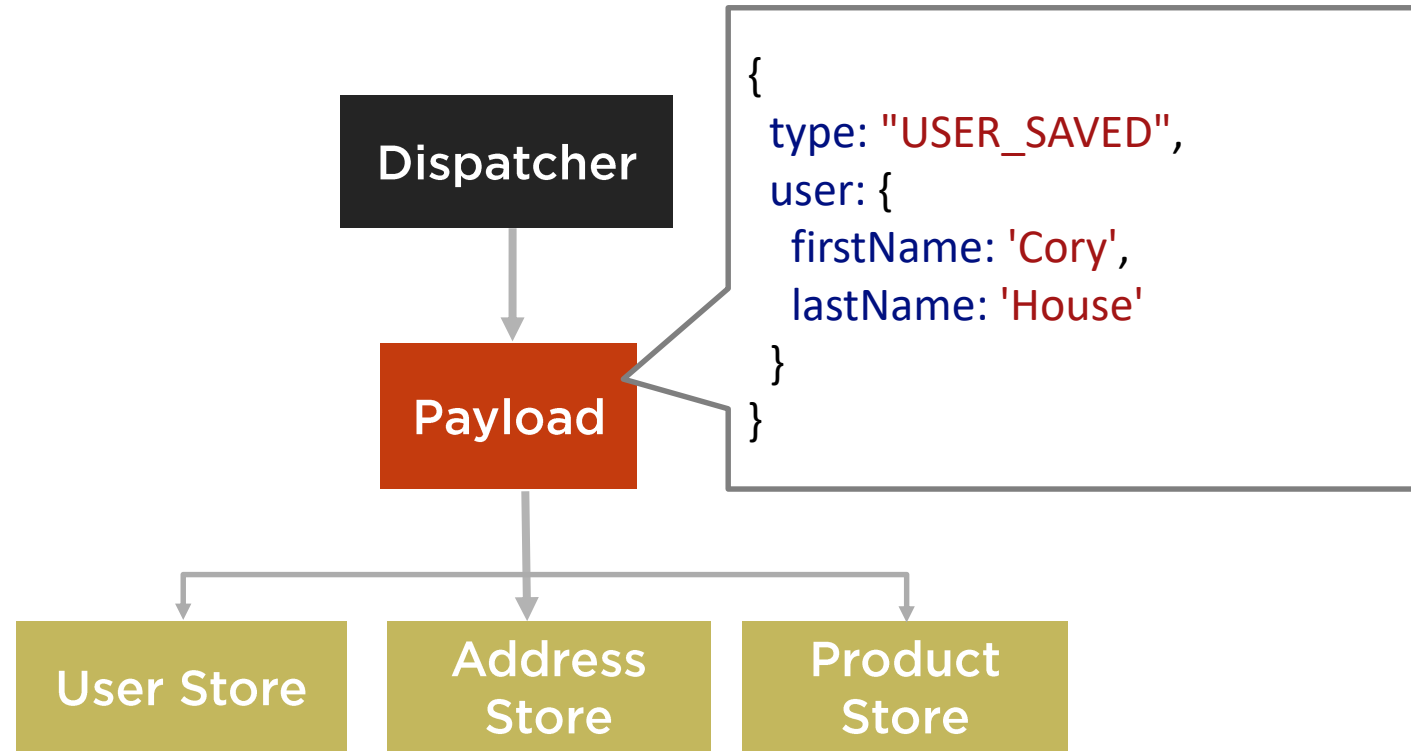 Dispatcher
{
type: "USER_SAVED",
user: {
firstName: 'Cory',
lastName: 'House'
}
}
Payload
User Store
Address
Store
Product
Store